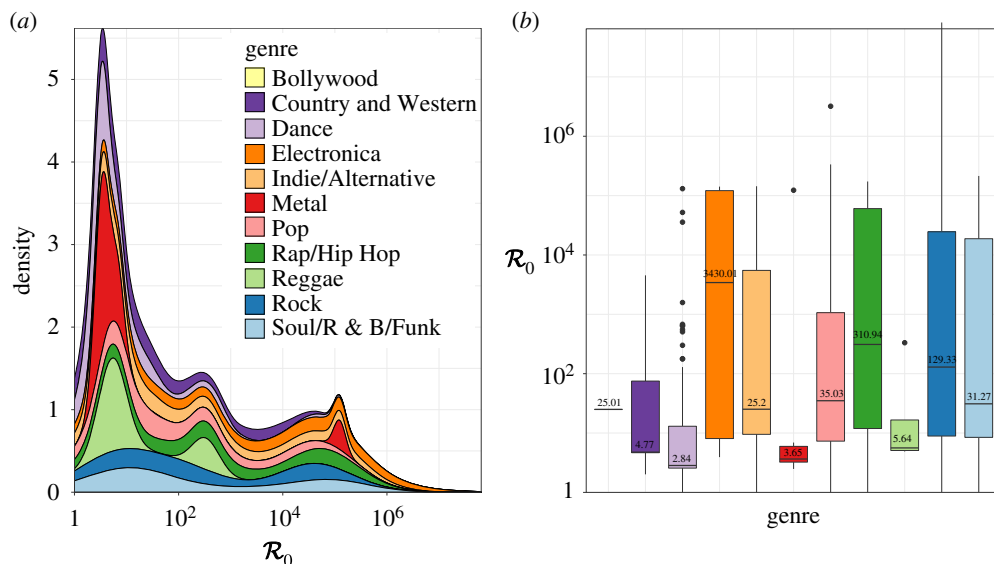 (a)
5
4
3
2
1
0
density
1
10²
10⁴
10⁶
ℛ₀
genre
Bollywood
Country and Western
Dance
Electronica
Indie/Alternative
Metal
Pop
Rap/Hip Hop
Reggae
Rock
Soul/R & B/Funk
(b)
10⁶
10⁴
ℛ₀
10²
1
25.01
4.77
2.84
3430.01
25.2
3.65
35.03
310.94
5.64
129.33
31.27
genre